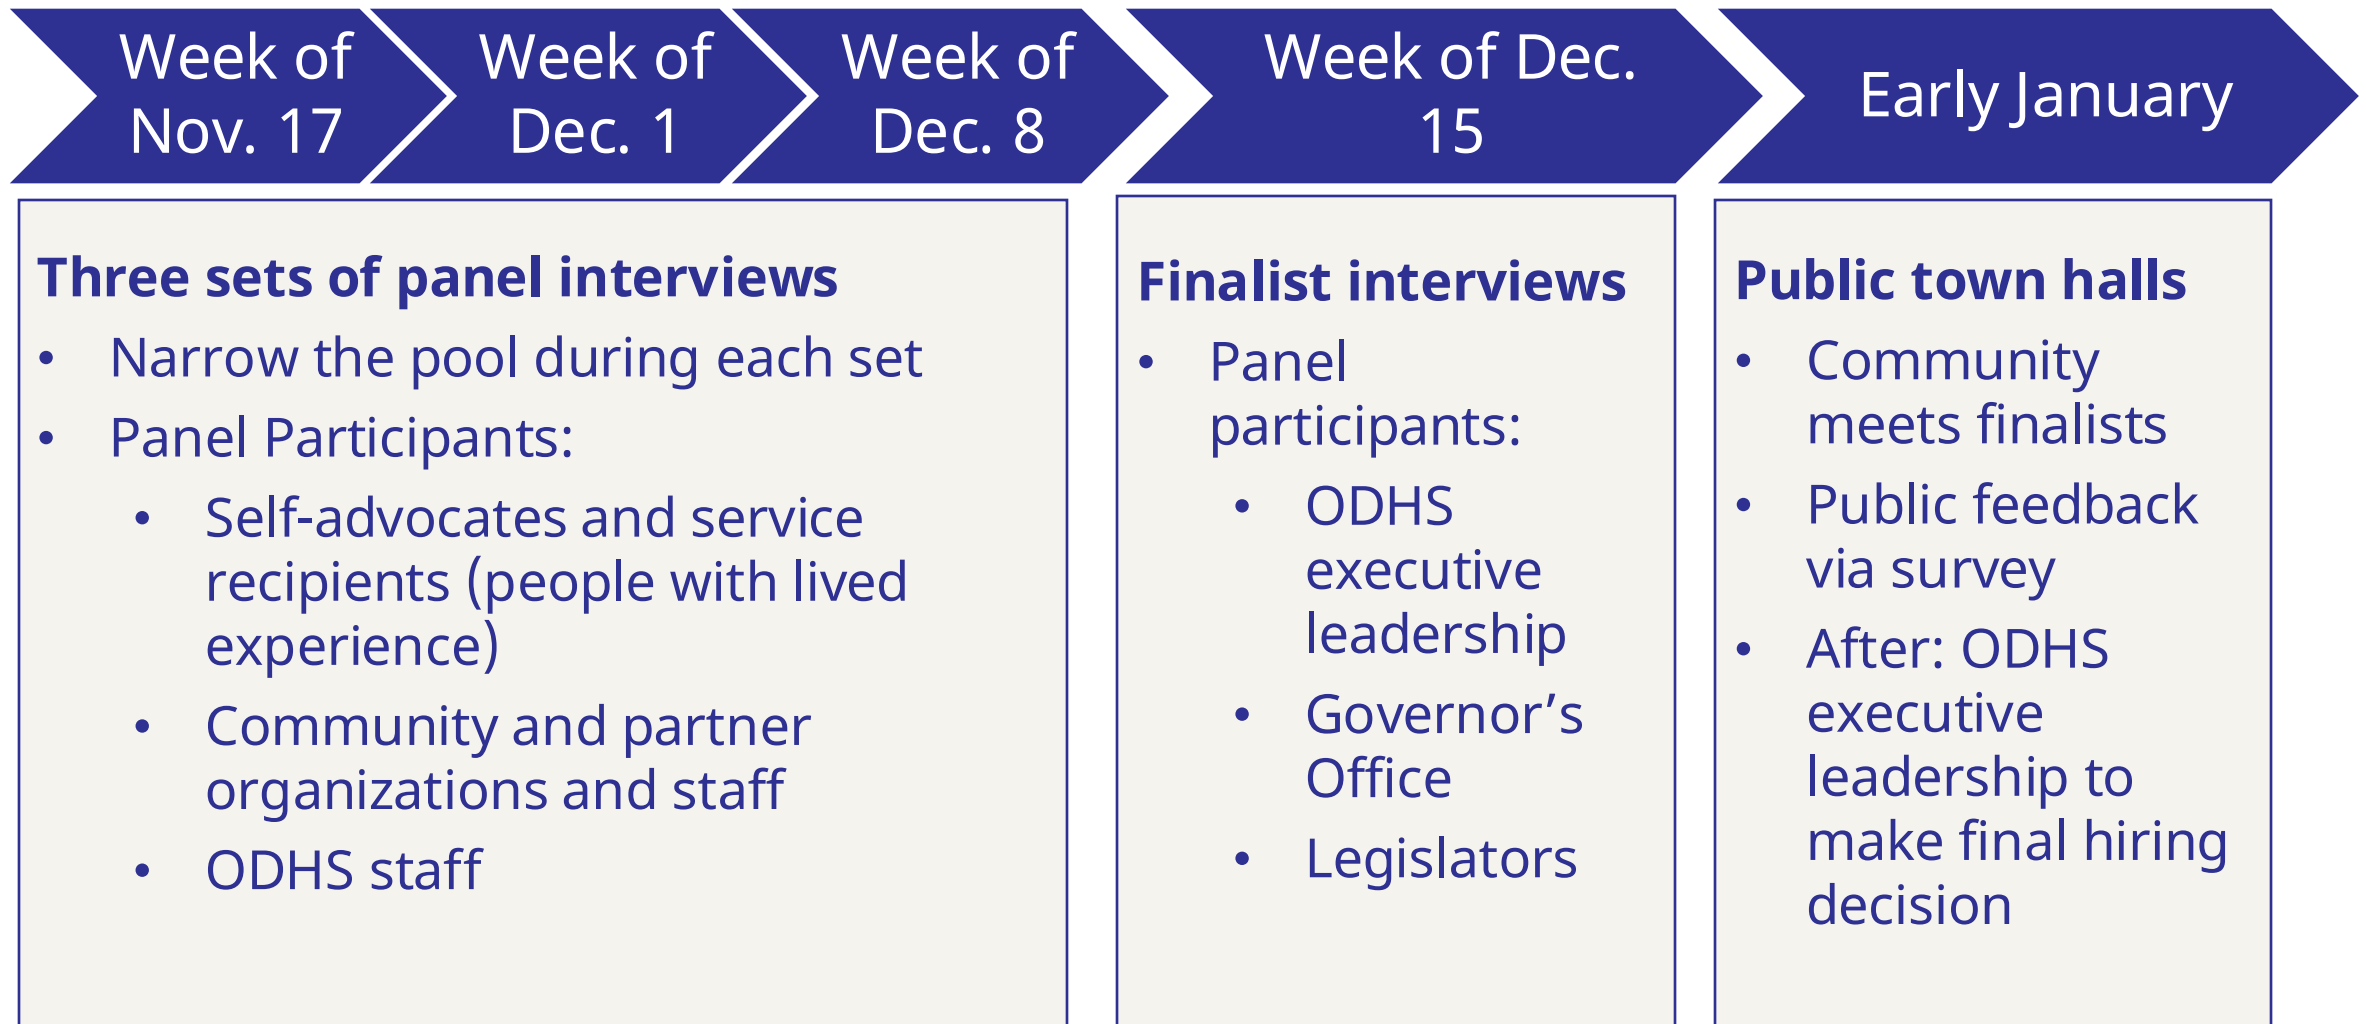 Week of
Nov. 17
Week of
Dec. 1
Week of
Dec. 8
Week of Dec.
15
Early January
Three sets of panel interviews
• Narrow the pool during each set
• Panel Participants:
• Self-advocates and service
recipients (people with lived
experience)
• Community and partner
organizations and staff
• ODHS staff
Finalist interviews
• Panel
participants:
• ODHS
executive
leadership
• Governor’s
Office
• Legislators
Public town halls
• Community
meets finalists
• Public feedback
via survey
• After: ODHS
executive
leadership to
make final hiring
decision